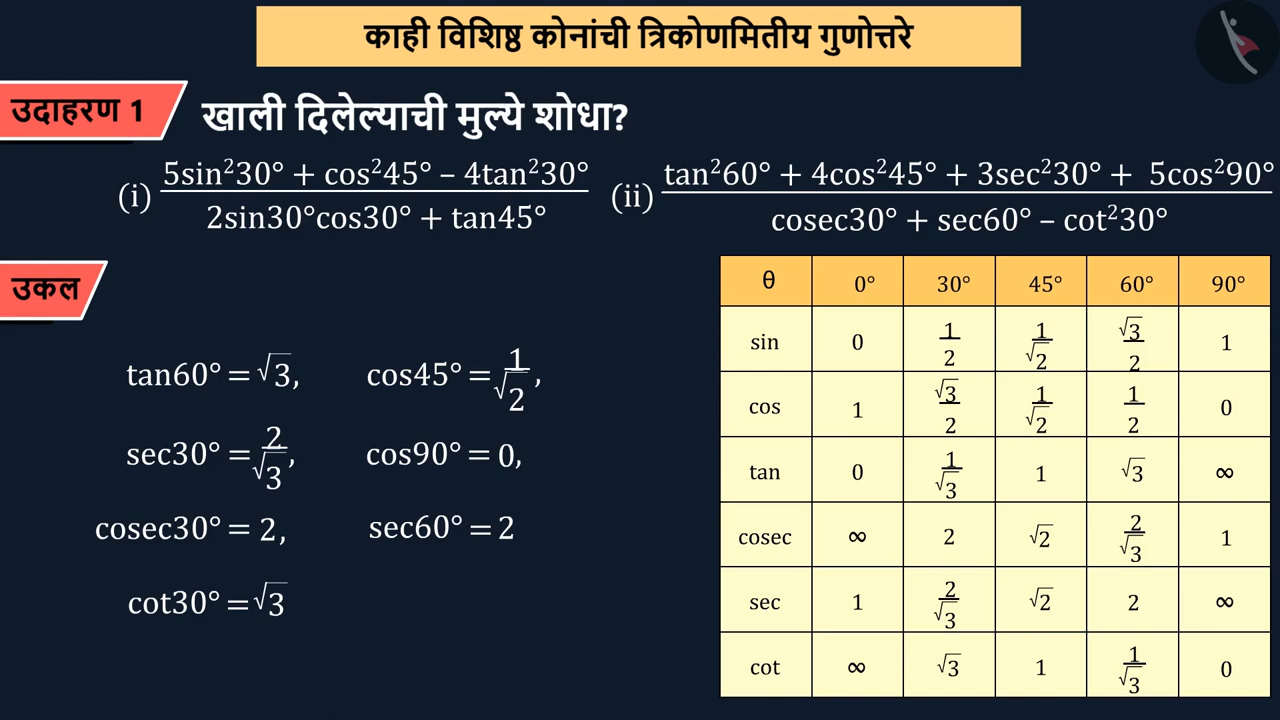 काही विशिष्ठ कोनांची त्रिकोणमितीय गुणोत्तरे
उदाहरण 1
खाली दिलेल्याची मुल्ये शोधा?
(i) (5sin²30° + cos²45° – 4tan²30°)/(2sin30°cos30° + tan45°) (ii) (tan²60° + 4cos²45° + 3sec²30° + 5cos²90°)/(cosec30° + sec60° – cot²30°)
उकल
tan60° = √3, cos45° = 1/√2,
sec30° = 2/√3, cos90° = 0,
cosec30° = 2, sec60° = 2
cot30° = √3
θ 0° 30° 45° 60° 90°
sin 0 1/2 1/√2 √3/2 1
cos 1 √3/2 1/√2 1/2 0
tan 0 1/√3 1 √3 ∞
cosec ∞ 2 √2 2/√3 1
sec 1 2/√3 √2 2 ∞
cot ∞ √3 1 1/√3 0